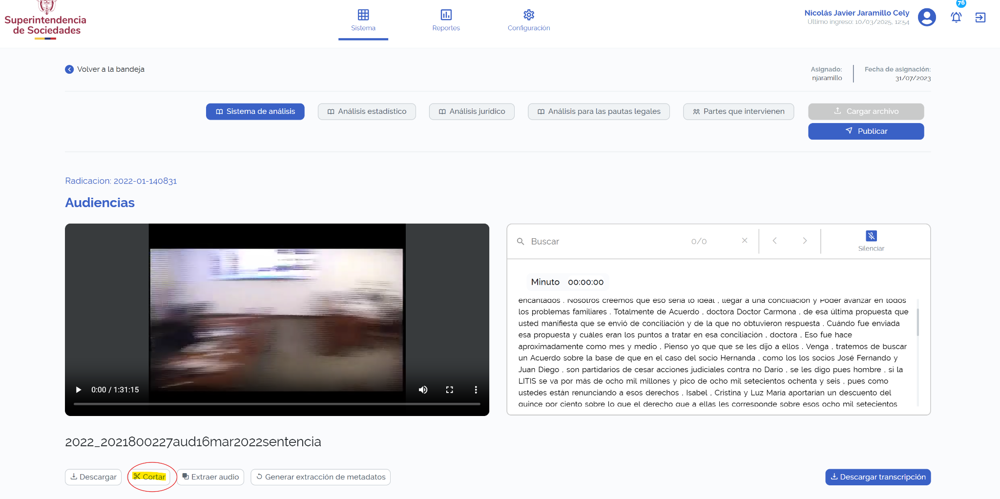 Superintendencia
de Sociedades
Sistema
Reportes
Configuración
Nicolás Javier Jaramillo Cely
Último ingreso: 10/03/2025, 12:54
76
Volver a la bandeja
Asignado:
njaramillo
Fecha de asignación:
31/07/2023
Sistema de análisis
Análisis estadístico
Análisis jurídico
Análisis para las pautas legales
Partes que intervienen
Cargar archivo
Publicar
Radicacion: 2022-01-140831
Audiencias
0:00 / 1:31:15
Buscar
0/0
Silenciar
Minuto 00:00:00
encantados . Nosotros creemos que eso sería lo ideal , llegar a una conciliación y Poder avanzar en todos
los problemas familiares . Totalmente de Acuerdo , doctora Doctor Carmona , de esa última propuesta que
usted manifiesta que se envió de conciliación y de la que no obtuvieron respuesta . Cuándo fue enviada
esa propuesta y cuáles eran los puntos a tratar en esa conciliación , doctora , Eso fue hace
aproximadamente como mes y medio , Pienso yo que que se les dijo a ellos . Venga , tratemos de buscar
un Acuerdo sobre la base de que en el caso del socio Hernanda , como los los socios José Fernando y
Juan Diego , son partidarios de cesar acciones judiciales contra no Darío , se les digo pues hombre , si la
LITIS se va por más de ocho mil millones y pico de ocho mil setecientos ochenta y seis , pues como
ustedes están renunciando a esos derechos , Isabel , Cristina y Luz María aportarían un descuento del
quince por ciento sobre lo que el derecho que a ellas les corresponde sobre esos ocho mil setecientos
2022_2021800227aud16mar2022sentencia
Descargar
Cortar
Extraer audio
Generar extracción de metadatos
Descargar transcripción